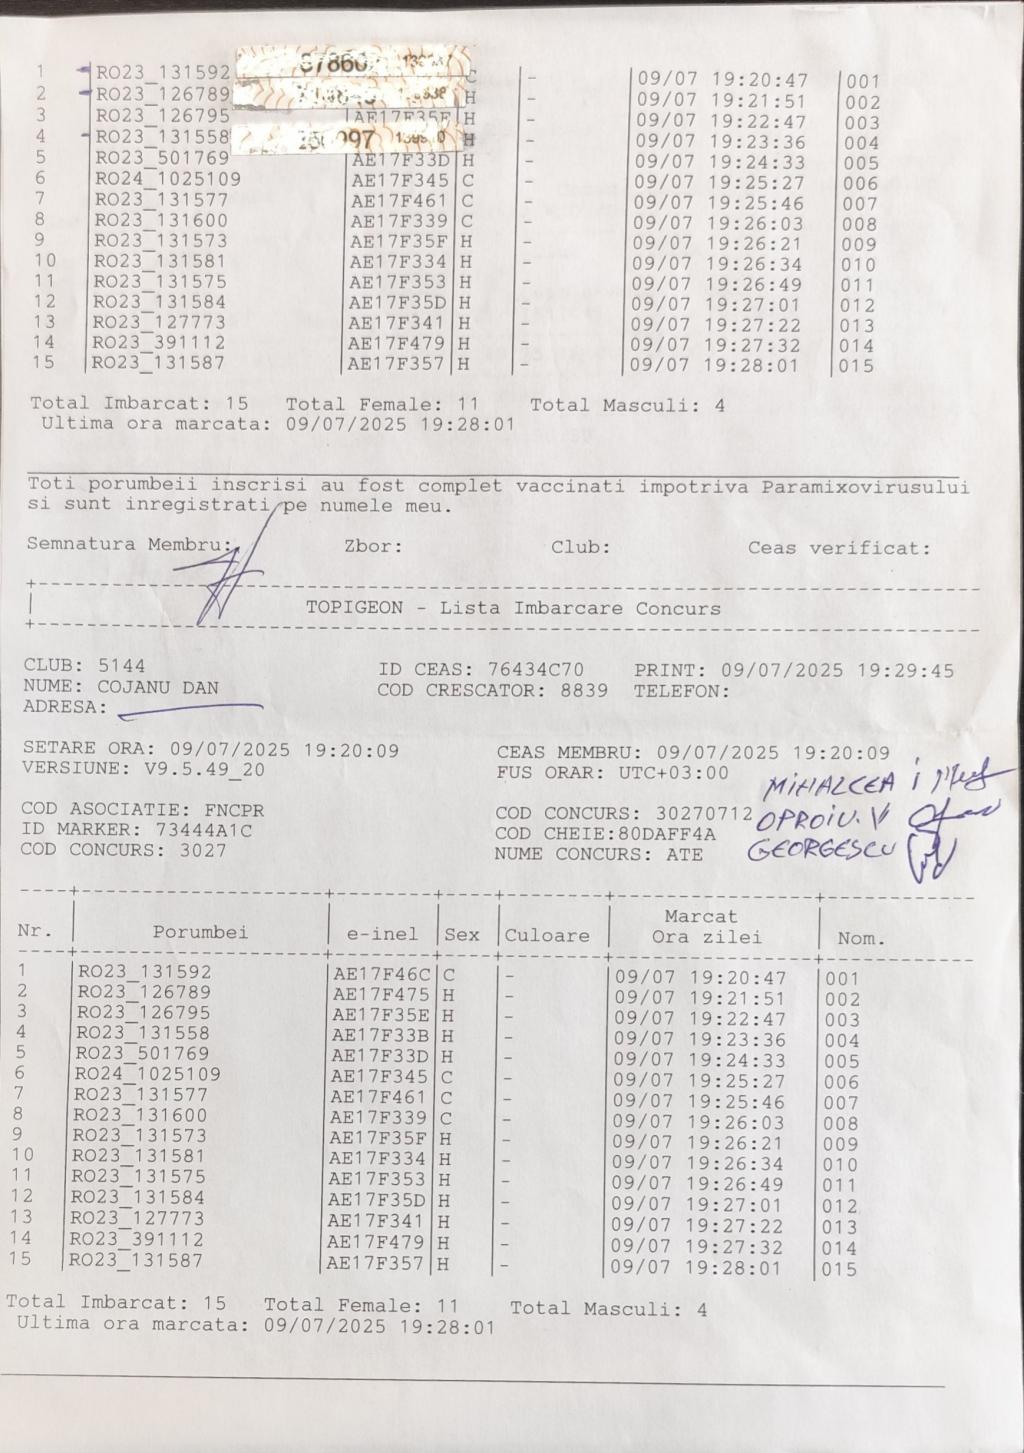 1 RO23_131592 C - 09/07 19:20:47 001
2 RO23_126789 H - 09/07 19:21:51 002
3 RO23_126795 AE17F35E H - 09/07 19:22:47 003
4 RO23_131558 H - 09/07 19:23:36 004
5 RO23_501769 AE17F33D H - 09/07 19:24:33 005
6 RO24_1025109 AE17F345 C - 09/07 19:25:27 006
7 RO23_131577 AE17F461 C - 09/07 19:25:46 007
8 RO23_131600 AE17F339 C - 09/07 19:26:03 008
9 RO23_131573 AE17F35F H - 09/07 19:26:21 009
10 RO23_131581 AE17F334 H - 09/07 19:26:34 010
11 RO23_131575 AE17F353 H - 09/07 19:26:49 011
12 RO23_131584 AE17F35D H - 09/07 19:27:01 012
13 RO23_127773 AE17F341 H - 09/07 19:27:22 013
14 RO23_391112 AE17F479 H - 09/07 19:27:32 014
15 RO23_131587 AE17F357 H - 09/07 19:28:01 015
Total Imbarcat: 15 Total Female: 11 Total Masculi: 4
Ultima ora marcata: 09/07/2025 19:28:01
Toti porumbeii inscrisi au fost complet vaccinati impotriva Paramixovirusului
si sunt inregistrati pe numele meu.
Semnatura Membru: Zbor: Club: Ceas verificat:
TOPIGEON - Lista Imbarcare Concurs
CLUB: 5144 ID CEAS: 76434C70 PRINT: 09/07/2025 19:29:45
NUME: COJANU DAN COD CRESCATOR: 8839 TELEFON:
ADRESA:
SETARE ORA: 09/07/2025 19:20:09 CEAS MEMBRU: 09/07/2025 19:20:09
VERSIUNE: V9.5.49_20 FUS ORAR: UTC+03:00
MIHALCEA i
COD ASOCIATIE: FNCPR COD CONCURS: 30270712
OPROIU.V
ID MARKER: 73444A1C COD CHEIE:80DAFF4A
COD CONCURS: 3027 NUME CONCURS: ATE
GEORGESCU
Nr. Porumbei e-inel Sex Culoare Marcat Ora zilei Nom.
1 RO23_131592 AE17F46C C - 09/07 19:20:47 001
2 RO23_126789 AE17F475 H - 09/07 19:21:51 002
3 RO23_126795 AE17F35E H - 09/07 19:22:47 003
4 RO23_131558 AE17F33B H - 09/07 19:23:36 004
5 RO23_501769 AE17F33D H - 09/07 19:24:33 005
6 RO24_1025109 AE17F345 C - 09/07 19:25:27 006
7 RO23_131577 AE17F461 C - 09/07 19:25:46 007
8 RO23_131600 AE17F339 C - 09/07 19:26:03 008
9 RO23_131573 AE17F35F H - 09/07 19:26:21 009
10 RO23_131581 AE17F334 H - 09/07 19:26:34 010
11 RO23_131575 AE17F353 H - 09/07 19:26:49 011
12 RO23_131584 AE17F35D H - 09/07 19:27:01 012
13 RO23_127773 AE17F341 H - 09/07 19:27:22 013
14 RO23_391112 AE17F479 H - 09/07 19:27:32 014
15 RO23_131587 AE17F357 H - 09/07 19:28:01 015
Total Imbarcat: 15 Total Female: 11 Total Masculi: 4
Ultima ora marcata: 09/07/2025 19:28:01